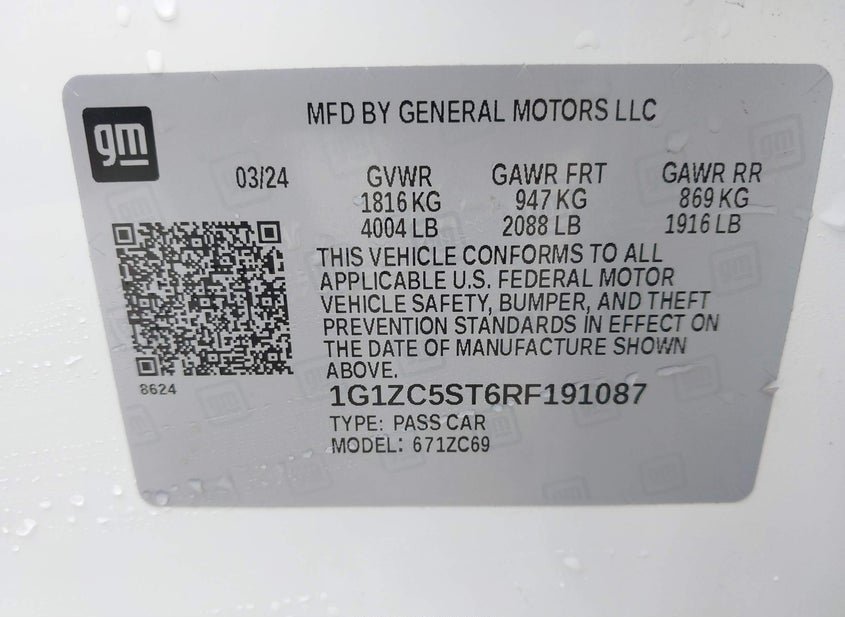 gm
MFD BY GENERAL MOTORS LLC
03/24 GVWR GAWR FRT GAWR RR
1816 KG 947 KG 869 KG
4004 LB 2088 LB 1916 LB
THIS VEHICLE CONFORMS TO ALL
APPLICABLE U.S. FEDERAL MOTOR
VEHICLE SAFETY, BUMPER, AND THEFT
PREVENTION STANDARDS IN EFFECT ON
THE DATE OF MANUFACTURE SHOWN
ABOVE.
8624
1G1ZC5ST6RF191087
TYPE: PASS CAR
MODEL: 671ZC69